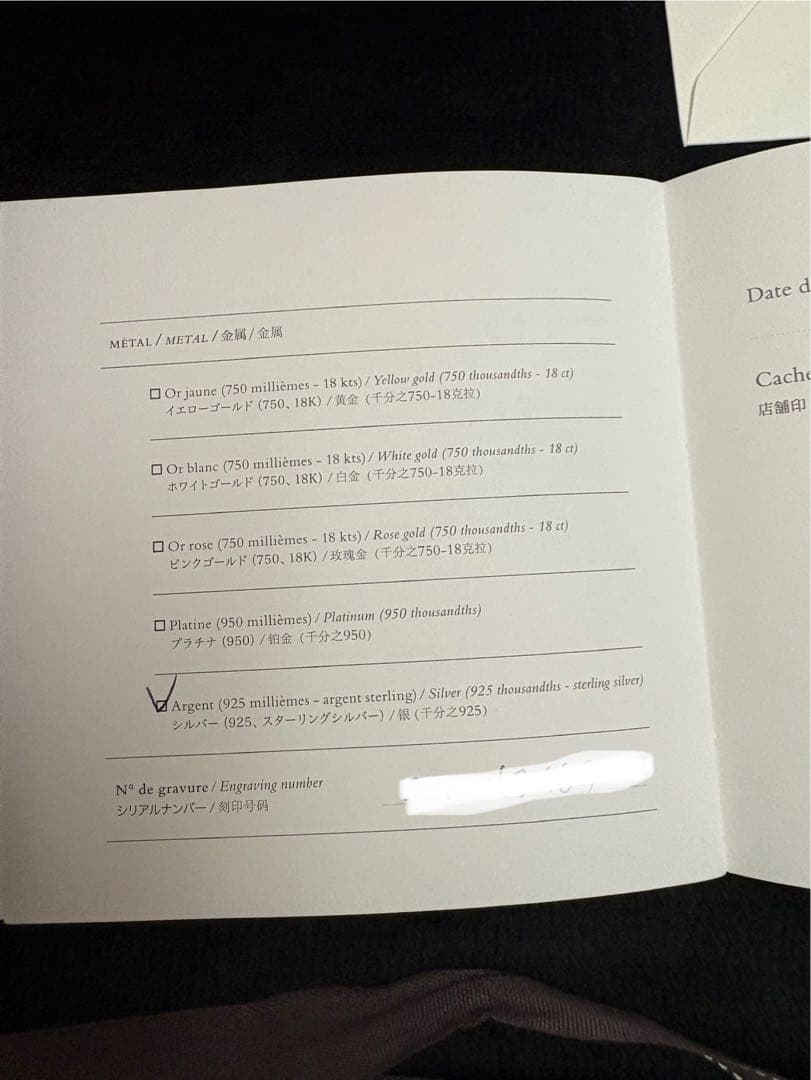 MÉTAL / METAL / 金属 / 金属
Or jaune (750 millièmes – 18 kts) / Yellow gold (750 thousandths - 18 ct)
イエローゴールド (750、18K) / 黄金 (千分之750-18克拉)
Or blanc (750 millièmes – 18 kts) / White gold (750 thousandths - 18 ct)
ホワイトゴールド (750、18K) / 白金 (千分之750-18克拉)
Or rose (750 millièmes – 18 kts) / Rose gold (750 thousandths - 18 ct)
ピンクゴールド (750、18K) / 玫瑰金 (千分之750-18克拉)
Platine (950 millièmes) / Platinum (950 thousandths)
プラチナ (950) / 铂金 (千分之950)
Argent (925 millièmes – argent sterling) / Silver (925 thousandths - sterling silver)
シルバー (925、スターリングシルバー) / 银 (千分之925)
N° de gravure / Engraving number
シリアルナンバー / 刻印号码
Date d
Cache
店舗印